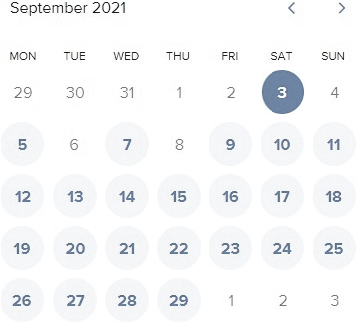 September 2021
MON TUE WED THU FRI SAT SUN
29 30 31 1 2 3 4
5 6 7 8 9 10 11
12 13 14 15 16 17 18
19 20 21 22 23 24 25
26 27 28 29 1 2 3